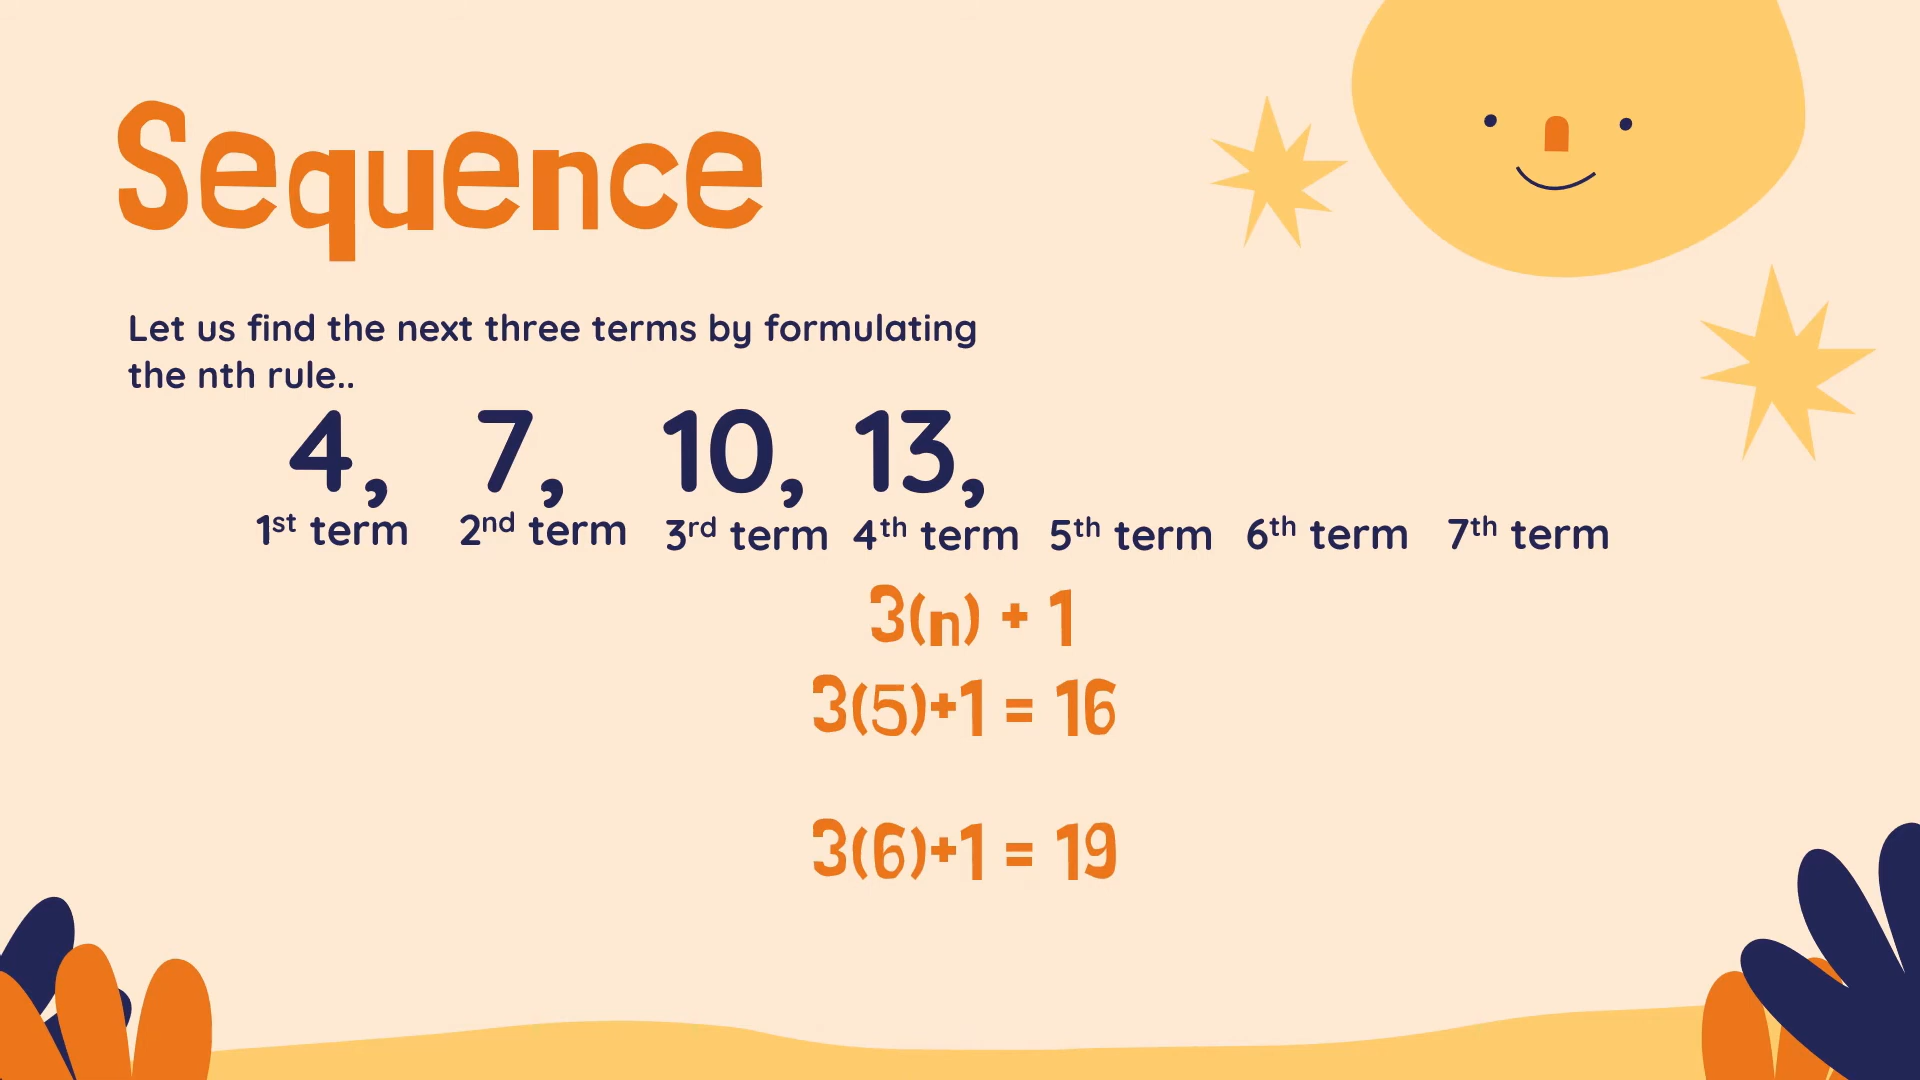 Sequence
Let us find the next three terms by formulating
the nth rule..
4, 7, 10, 13,
1st term 2nd term 3rd term 4th term 5th term 6th term 7th term
3(n) + 1
3(5)+1 = 16
3(6)+1 = 19